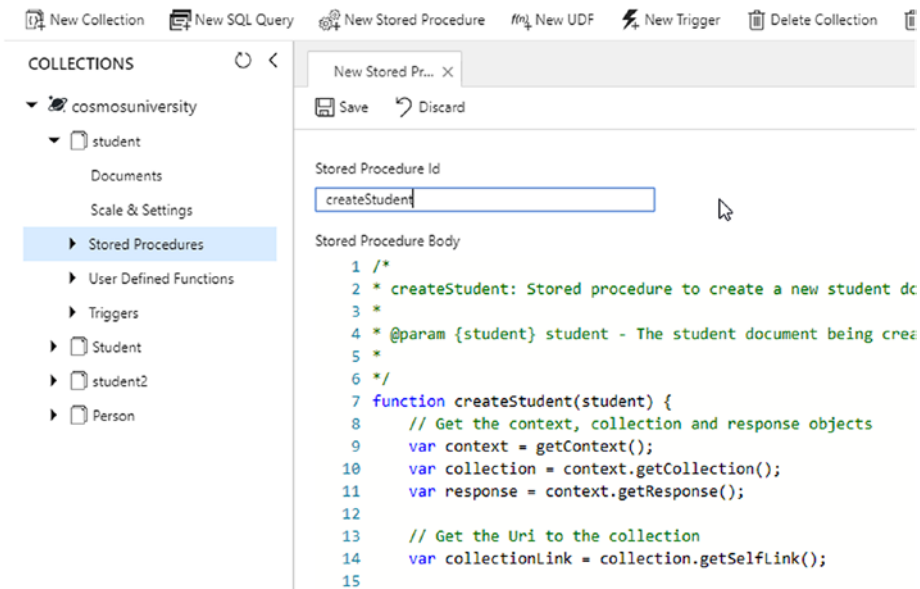 New Collection New SQL Query New Stored Procedure New UDF New Trigger Delete Collection
COLLECTIONS
cosmosuniversity
student
Documents
Scale & Settings
Stored Procedures
User Defined Functions
Triggers
Student
student2
Person
New Stored Pr...
Save Discard
Stored Procedure Id
createStudent
Stored Procedure Body
1 /*
2 * createStudent: Stored procedure to create a new student
3 *
4 * @param {student} student - The student document being
5 *
6 */
7 function createStudent(student) {
8 // Get the context, collection and response objects
9 var context = getContext();
10 var collection = context.getCollection();
11 var response = context.getResponse();
12
13 // Get the Uri to the collection
14 var collectionLink = collection.getSelfLink();
15